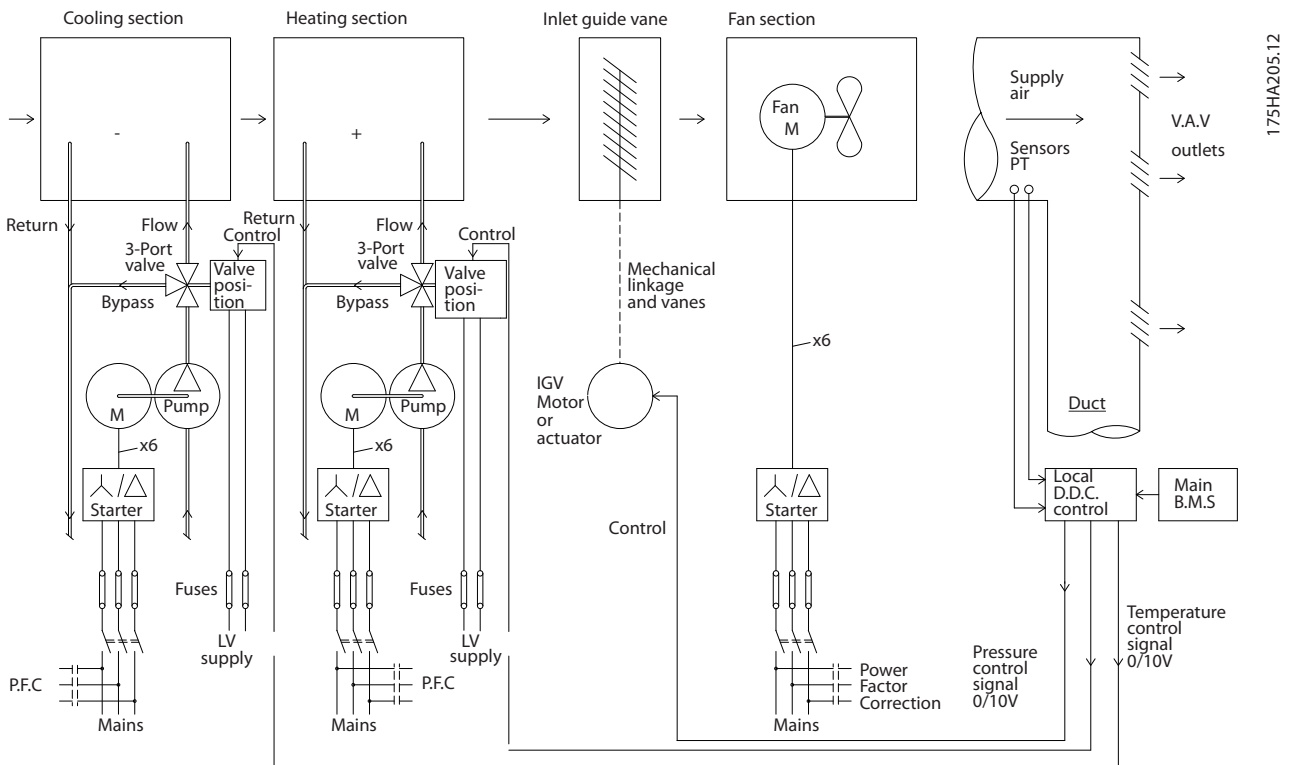 Cooling section
Heating section
Inlet guide vane
Fan section
175HA205.12
-
+
Fan
M
Supply
air
Sensors
PT
V.A.V
outlets
Return
Flow
Control
3-Port
valve
Bypass
Valve
posi-
tion
Return
Flow
Control
3-Port
valve
Bypass
Valve
posi-
tion
Mechanical
linkage
and vanes
x6
M
Pump
x6
M
Pump
x6
IGV
Motor
or
actuator
Duct
Starter
Starter
Starter
Control
Local
D.D.C.
control
Main
B.M.S
Fuses
Fuses
LV
supply
LV
supply
P.F.C
Mains
P.F.C
Mains
Power
Factor
Correction
Mains
Pressure
control
signal
0/10V
Temperature
control
signal
0/10V